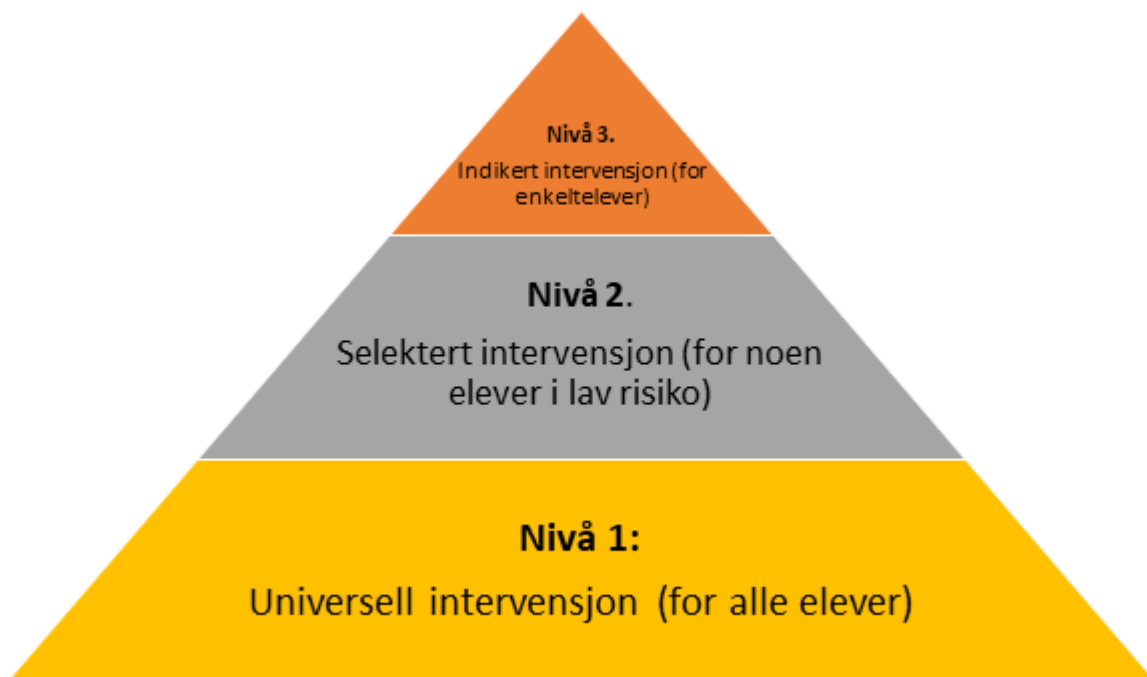 Nivå 3.
Indikert intervensjon (for
enkeltelever)
Nivå 2.
Selektert intervensjon (for noen
elever i lav risiko)
Nivå 1:
Universell intervensjon (for alle elever)